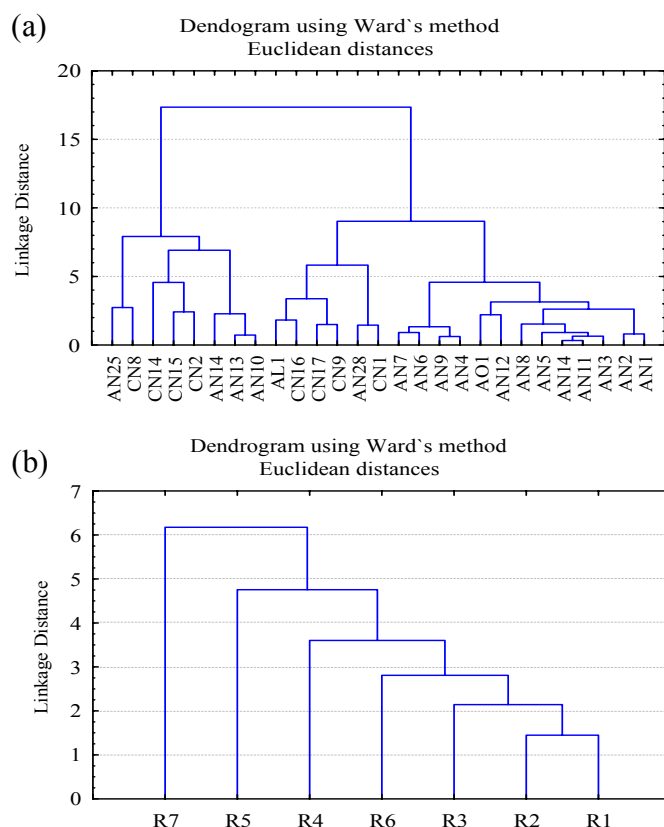 (a)
Dendogram using Ward`s method
Euclidean distances
20
15
10
5
0
Linkage Distance
AN25 CN8 CN14 CN15 CN2 AN14 AN13 AN10 AL1 CN16 CN17 CN9 AN28 CN1 AN7 AN6 AN9 AN4 AO1 AN12 AN8 AN5 AN14 AN11 AN3 AN2 AN1
(b)
Dendrogram using Ward`s method
Euclidean distances
7
6
5
4
3
2
1
0
Linkage Distance
R7 R5 R4 R6 R3 R2 R1